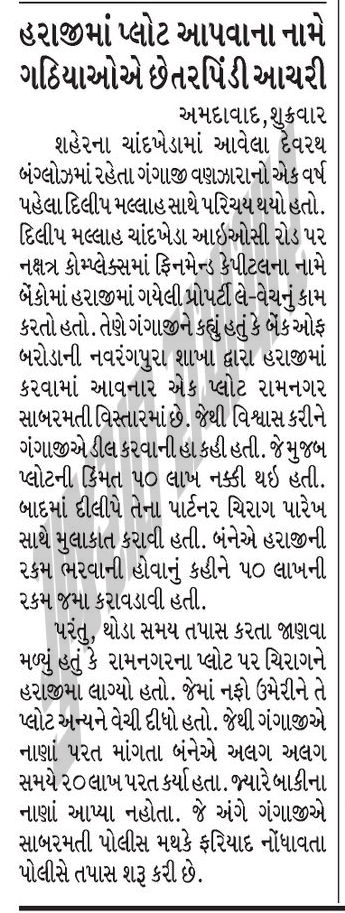 હરાજીમાં પ્લોટ આપવાના નામે
ગઠિયાઓએ છેતરપિંડી આચરી
અમદાવાદ,શુક્રવાર
શહેરના ચાંદખેડામાં આવેલા દેવરથ
બંગ્લોઝમાં રહેતા ગંગાજી વણઝારાનો એક વર્ષ
પહેલા દિલીપ મલ્લાહ સાથે પરિચય થયો હતો.
દિલીપ મલ્લાહ ચાંદખેડા આઇઓસી રોડ પર
નક્ષત્ર કોમ્પ્લેક્સમાં ફિનમેન્ડ કેપીટલના નામે
બેંકોમાં હરાજીમાં ગયેલી પ્રોપર્ટી લે-વેચનું કામ
કરતો હતો. તેણે ગંગાજીને કહ્યું હતું કે બેંક ઓફ
બરોડાની નવરંગપુરા શાખા દ્વારા હરાજીમાં
કરવામાં આવનાર એક પ્લોટ રામનગર
સાબરમતી વિસ્તારમાં છે. જેથી વિશ્વાસ કરીને
ગંગાજીએ ડીલ કરવાની હા કહી હતી. જે મુજબ
પ્લોટની કિંમત ૫૦ લાખ નક્કી થઇ હતી.
બાદમાં દીલીપે તેના પાર્ટનર ચિરાગ પારેખ
સાથે મુલાકાત કરાવી હતી. બંનેએ હરાજીની
રકમ ભરવાની હોવાનું કહીને ૫૦ લાખની
રકમ જમા કરાવડાવી હતી.
પરંતુ, થોડા સમય તપાસ કરતા જાણવા
મળ્યું હતું કે રામનગરના પ્લોટ પર ચિરાગને
હરાજીમા લાગ્યો હતો. જેમાં નફો ઉમેરીને તે
પ્લોટ અન્યને વેચી દીધો હતો. જેથી ગંગાજીએ
નાણાં પરત માંગતા બંનેએ અલગ અલગ
સમયે ૨૦ લાખ પરત કર્યા હતા. જ્યારે બાકીના
નાણાં આપ્યા નહોતા. જે અંગે ગંગાજીએ
સાબરમતી પોલીસ મથકે ફરિયાદ નોંધાવતા
પોલીસે તપાસ શરૂ કરી છે.